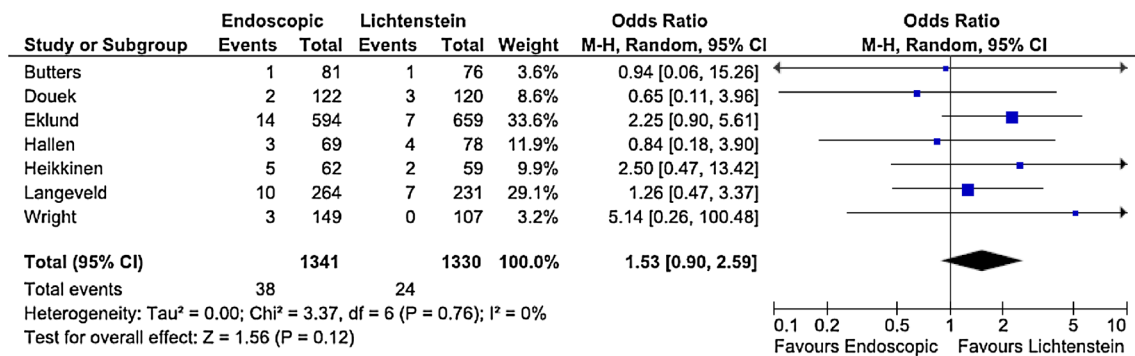 Endoscopic Lichtenstein Odds Ratio Odds Ratio
Study or Subgroup Events Total Events Total Weight M-H, Random, 95% CI M-H, Random, 95% CI
Butters 1 81 1 76 3.6% 0.94 [0.06, 15.26]
Douek 2 122 3 120 8.6% 0.65 [0.11, 3.96]
Eklund 14 594 7 659 33.6% 2.25 [0.90, 5.61]
Hallen 3 69 4 78 11.9% 0.84 [0.18, 3.90]
Heikkinen 5 62 2 59 9.9% 2.50 [0.47, 13.42]
Langeveld 10 264 7 231 29.1% 1.26 [0.47, 3.37]
Wright 3 149 0 107 3.2% 5.14 [0.26, 100.48]
Total (95% CI) 1341 1330 100.0% 1.53 [0.90, 2.59]
Total events 38 24
Heterogeneity: Tau² = 0.00; Chi² = 3.37, df = 6 (P = 0.76); I² = 0%
Test for overall effect: Z = 1.56 (P = 0.12)
0.1 0.2 0.5 1 2 5 10
Favours Endoscopic Favours Lichtenstein